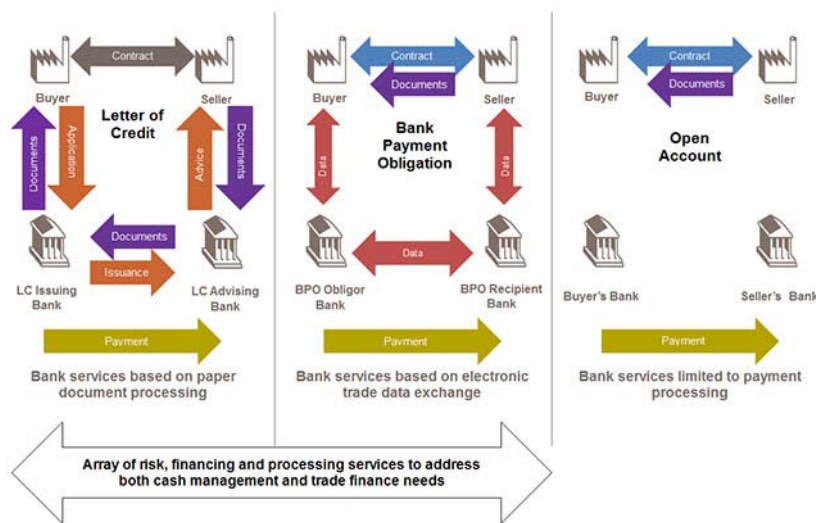 Contract
Buyer
Seller
Letter of
Credit
Documents
Application
Advice
Documents
Documents
Issuance
LC Issuing
Bank
LC Advising
Bank
Payment
Bank services based on paper
document processing
Contract
Documents
Buyer
Seller
Bank
Payment
Obligation
Data
Data
Data
BPO Obligor
Bank
BPO Recipient
Bank
Payment
Bank services based on electronic
trade data exchange
Contract
Documents
Buyer
Seller
Open
Account
Buyer's Bank
Seller's Bank
Payment
Bank services limited to payment
processing
Array of risk, financing and processing services to address
both cash management and trade finance needs